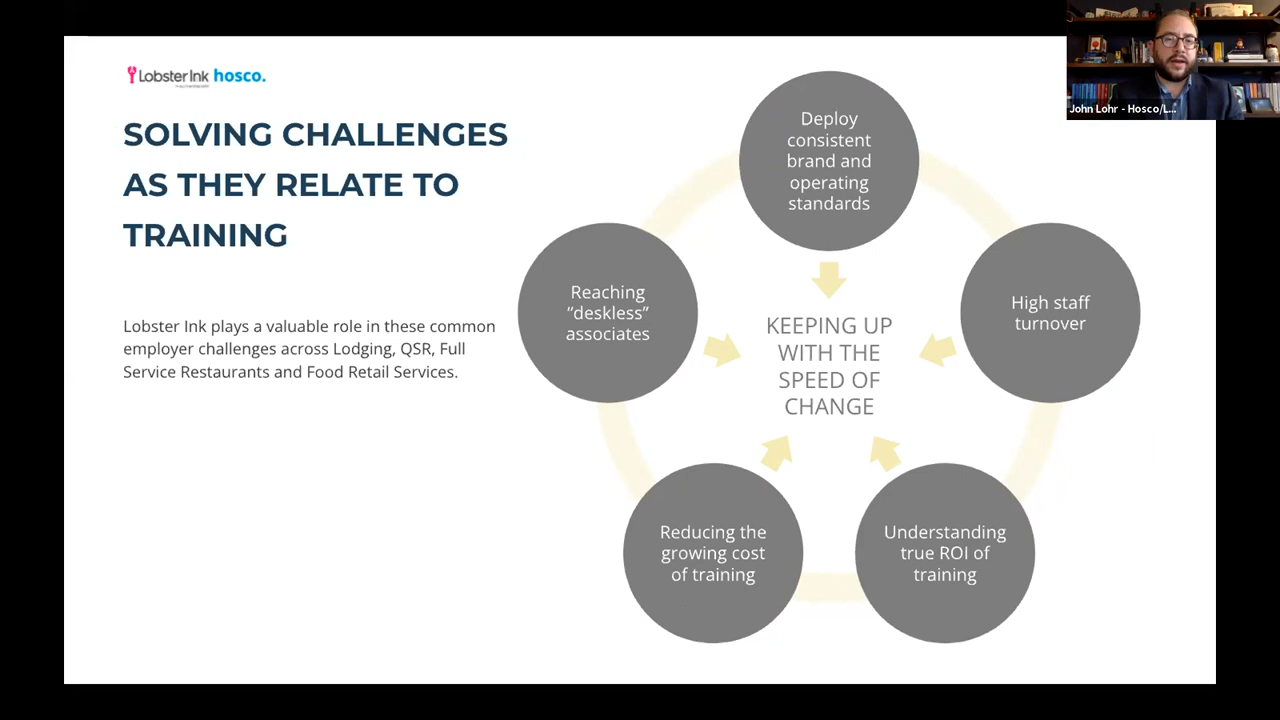 Lobster Ink hosco.
SOLVING CHALLENGES
AS THEY RELATE TO
TRAINING
Lobster Ink plays a valuable role in these common
employer challenges across Lodging, QSR, Full
Service Restaurants and Food Retail Services.
Deploy
consistent
brand and
operating
standards
High staff
turnover
Understanding
true ROI of
training
Reducing the
growing cost
of training
Reaching
“deskless”
associates
KEEPING UP
WITH THE
SPEED OF
CHANGE
John Lohr - Hosco/L...